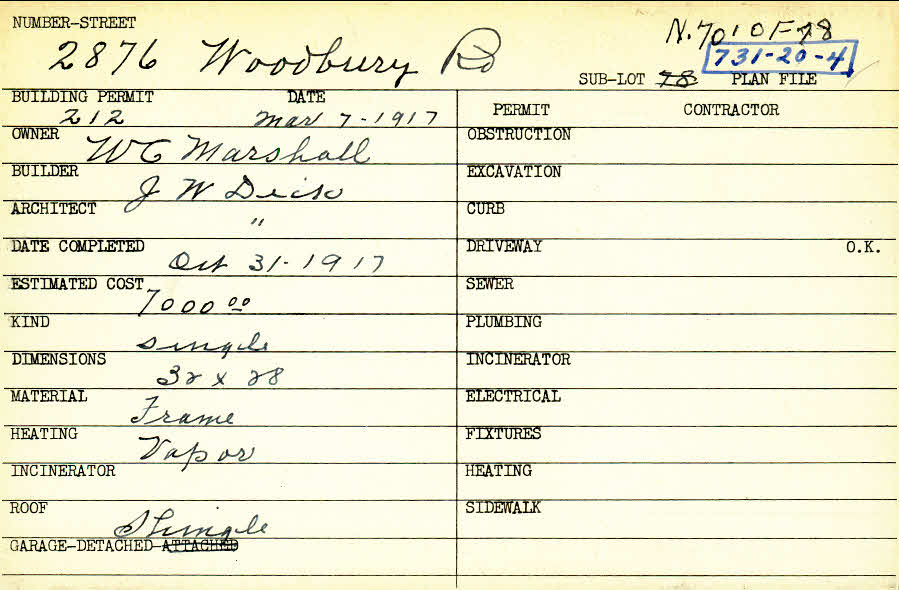 NUMBER-STREET
2876 Woodbury Rd
N. 70' OF 78
731-20-4
SUB-LOT 78 PLAN FILE
BUILDING PERMIT DATE
212 Mar 7-1917
OWNER W C Marshall
BUILDER J W
ARCHITECT "
DATE COMPLETED Oct 31-1917
ESTIMATED COST 7000 00
KIND single
DIMENSIONS 32 x 28
MATERIAL Frame
HEATING Vapor
INCINERATOR
ROOF Shingle
GARAGE-DETACHED-ATTACHED
PERMIT CONTRACTOR
OBSTRUCTION
EXCAVATION
CURB
DRIVEWAY O.K.
SEWER
PLUMBING
INCINERATOR
ELECTRICAL
FIXTURES
HEATING
SIDEWALK